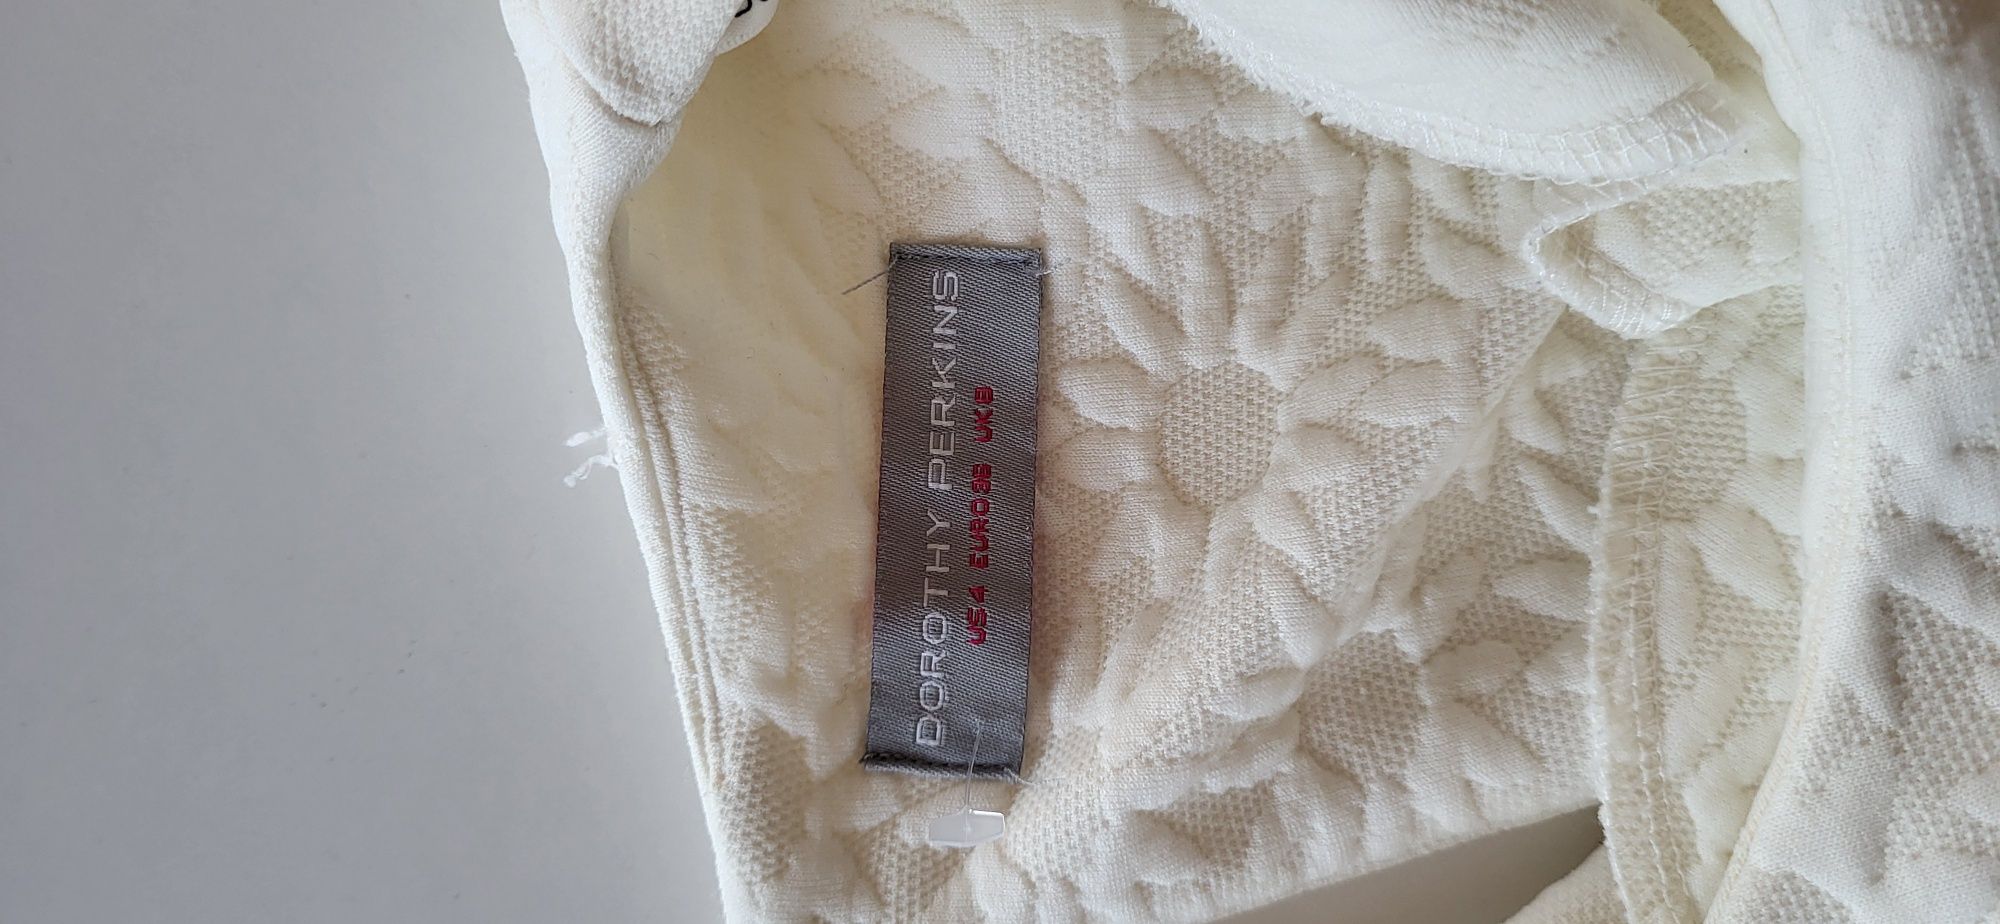 DOROTHY PERKINS
US4 EURO36 UK8